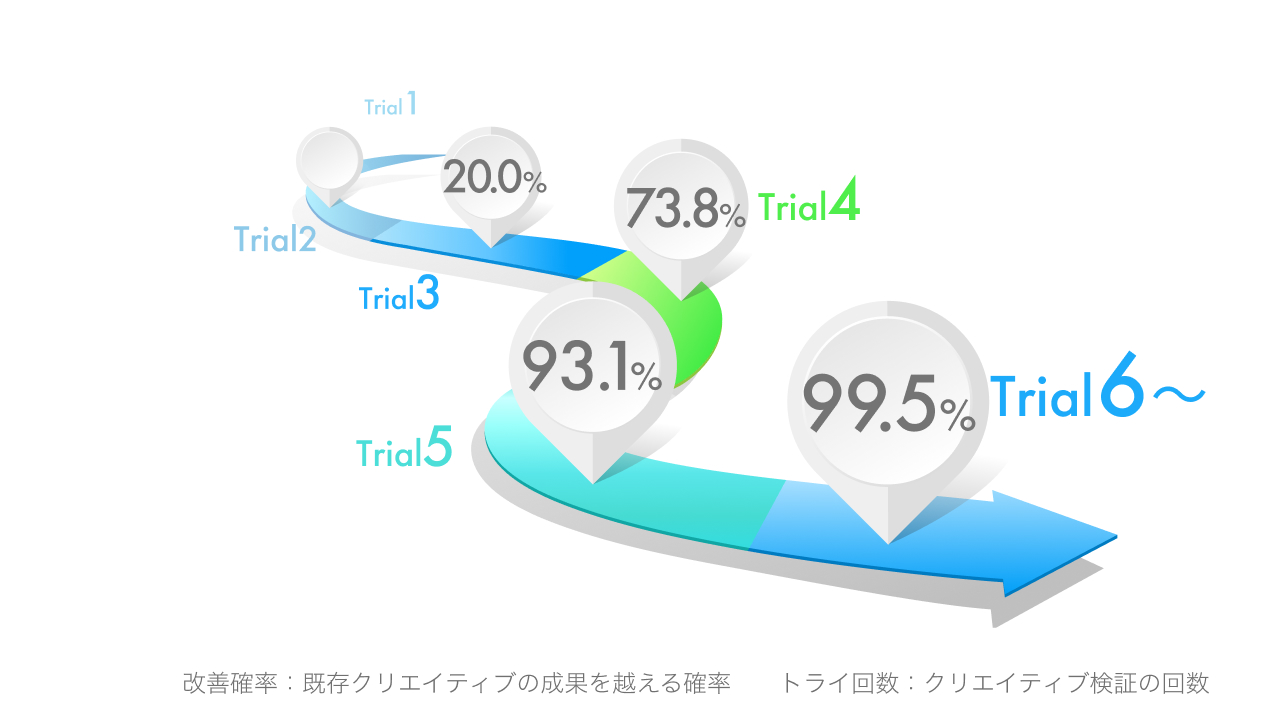 Trial1
20.0%
73.8%
Trial4
Trial2
Trial3
93.1%
99.5%
Trial6～
Trial5
改善確率：既存クリエイティブの成果を越える確率
トライ回数：クリエイティブ検証の回数